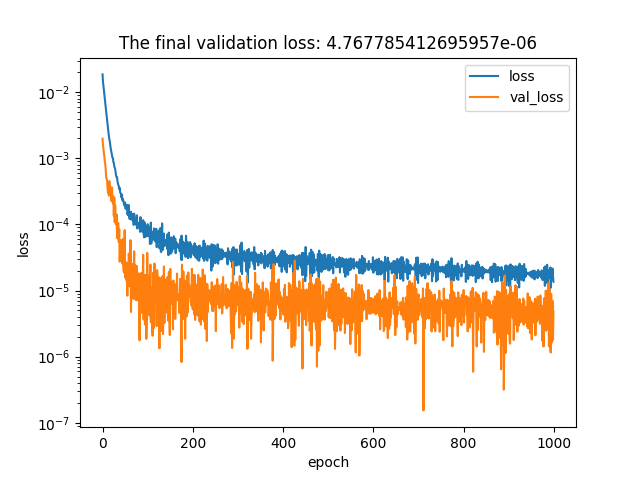 The final validation loss: 4.767785412695957e-06
loss
val_loss
10⁻²
10⁻³
10⁻⁴
10⁻⁵
10⁻⁶
10⁻⁷
loss
0 200 400 600 800 1000
epoch